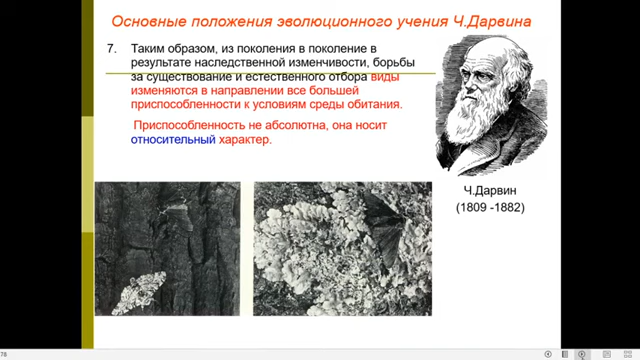 Основные положения эволюционного учения Ч.Дарвина
7. Таким образом, из поколения в поколение в
результате наследственной изменчивости, борьбы
за существование и естественного отбора виды
изменяются в направлении все большей
приспособленности к условиям среды обитания.
Приспособленность не абсолютна, она носит
относительный характер.
Ч.Дарвин
(1809 -1882)
78